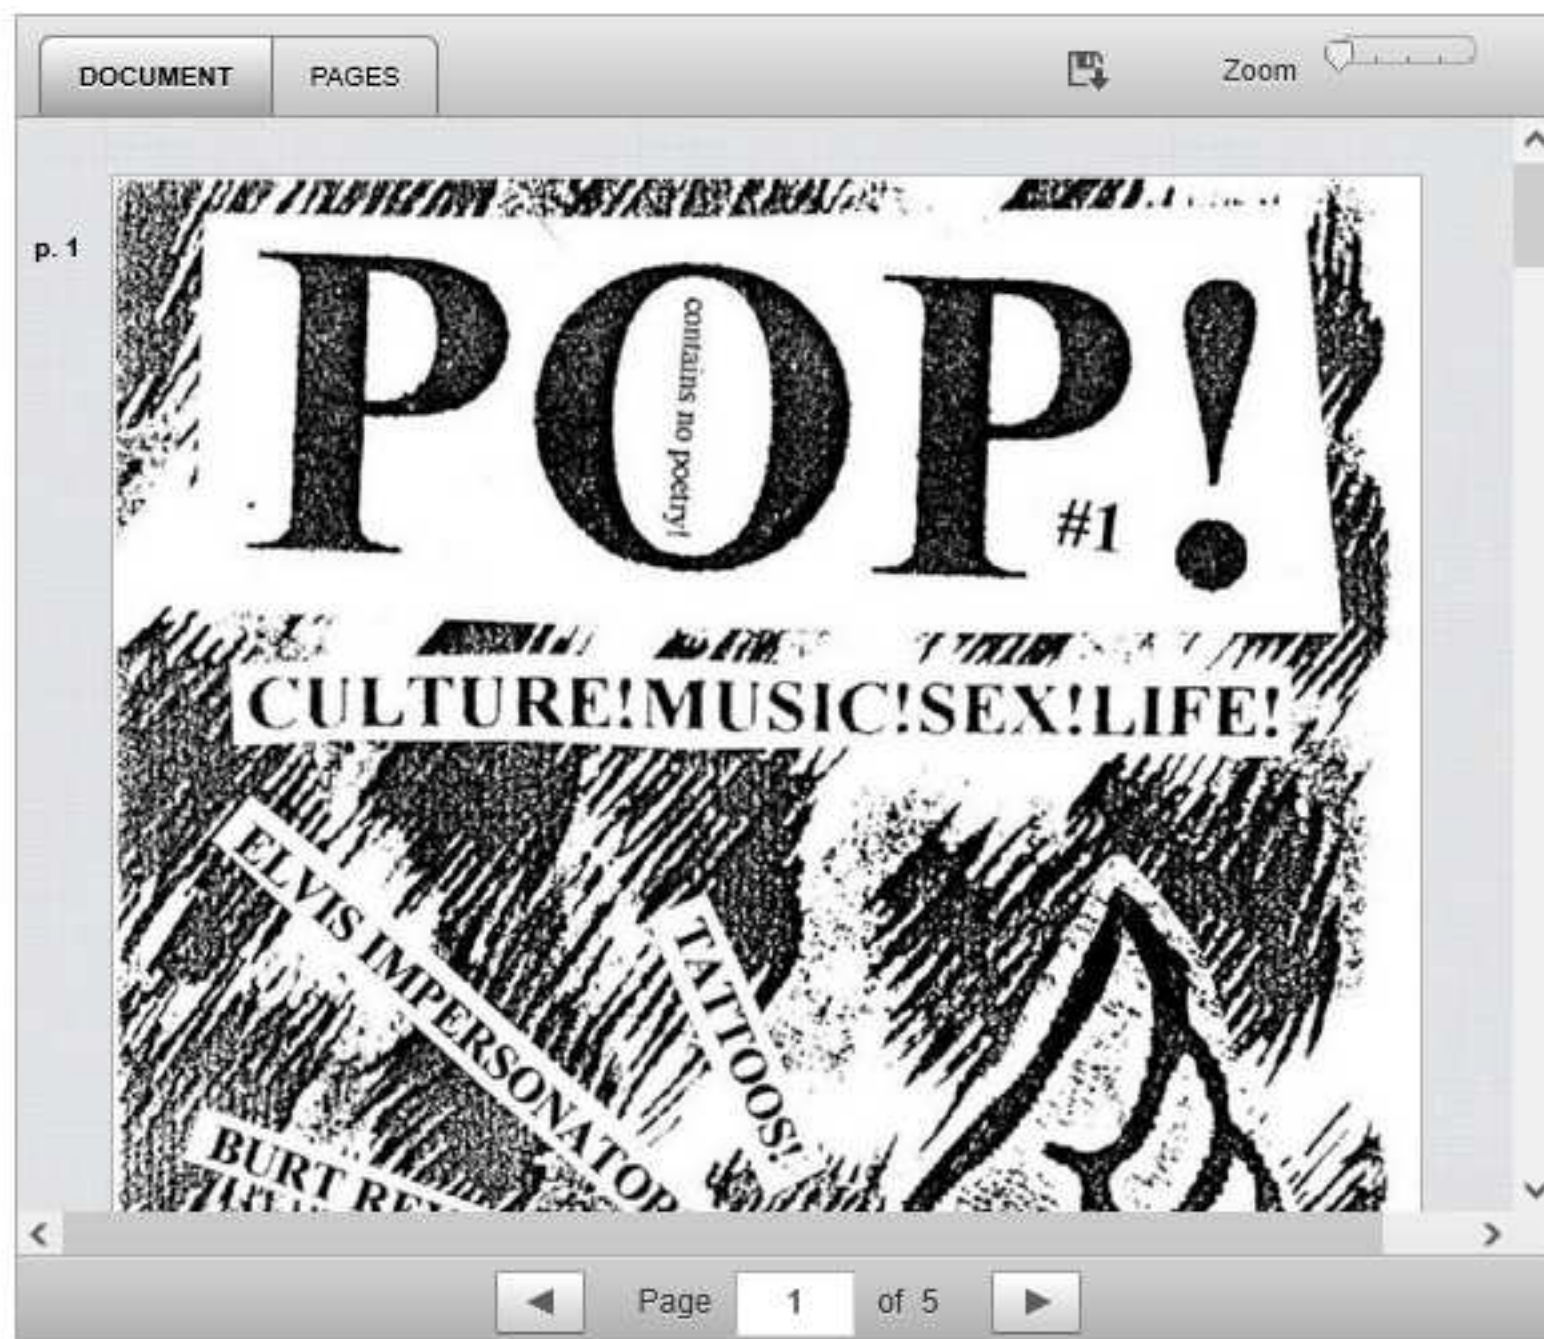 DOCUMENT PAGES Zoom
p. 1
POP!
contains no poetry!
#1
CULTURE!MUSIC!SEX!LIFE!
ELVIS IMPERSONATOR
TATTOOS!
BURT
Page 1 of 5